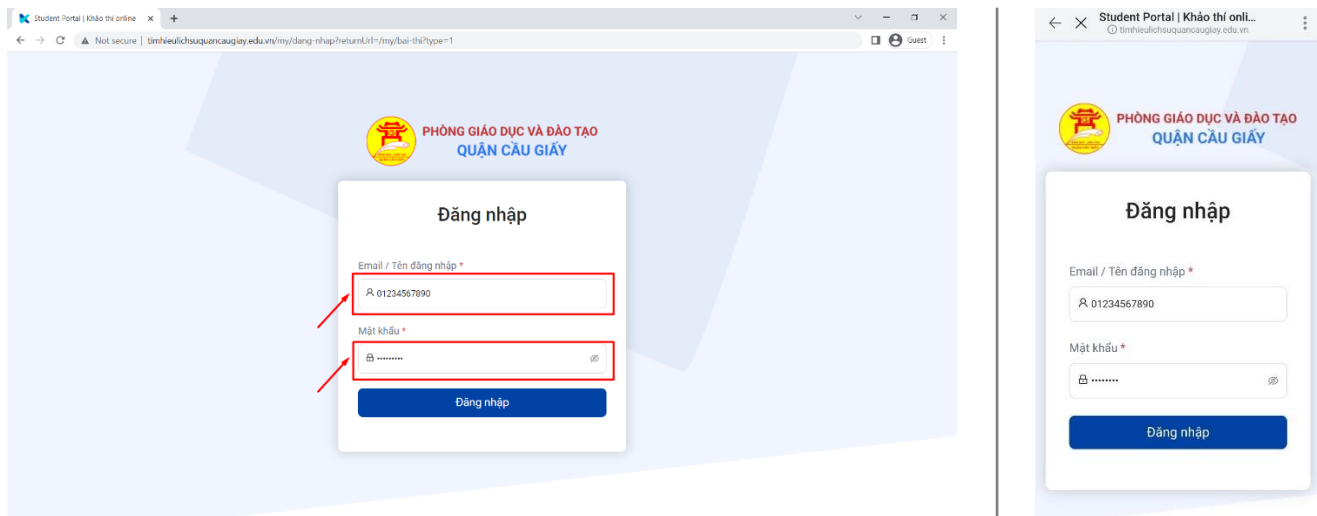 Student Portal | Khảo thí online
Not secure | timhieulichsuquancaugiay.edu.vn/my/dang-nhap?returnUrl=/my/bai-thi?type=1
Guest
PHÒNG GIÁO DỤC VÀ ĐÀO TẠO
QUẬN CẦU GIẤY
Đăng nhập
Email / Tên đăng nhập *
01234567890
Mật khẩu *
•••••••••
Đăng nhập
Student Portal | Khảo thí onli...
timhieulichsuquancaugiay.edu.vn
PHÒNG GIÁO DỤC VÀ ĐÀO TẠO
QUẬN CẦU GIẤY
Đăng nhập
Email / Tên đăng nhập *
01234567890
Mật khẩu *
••••••••
Đăng nhập